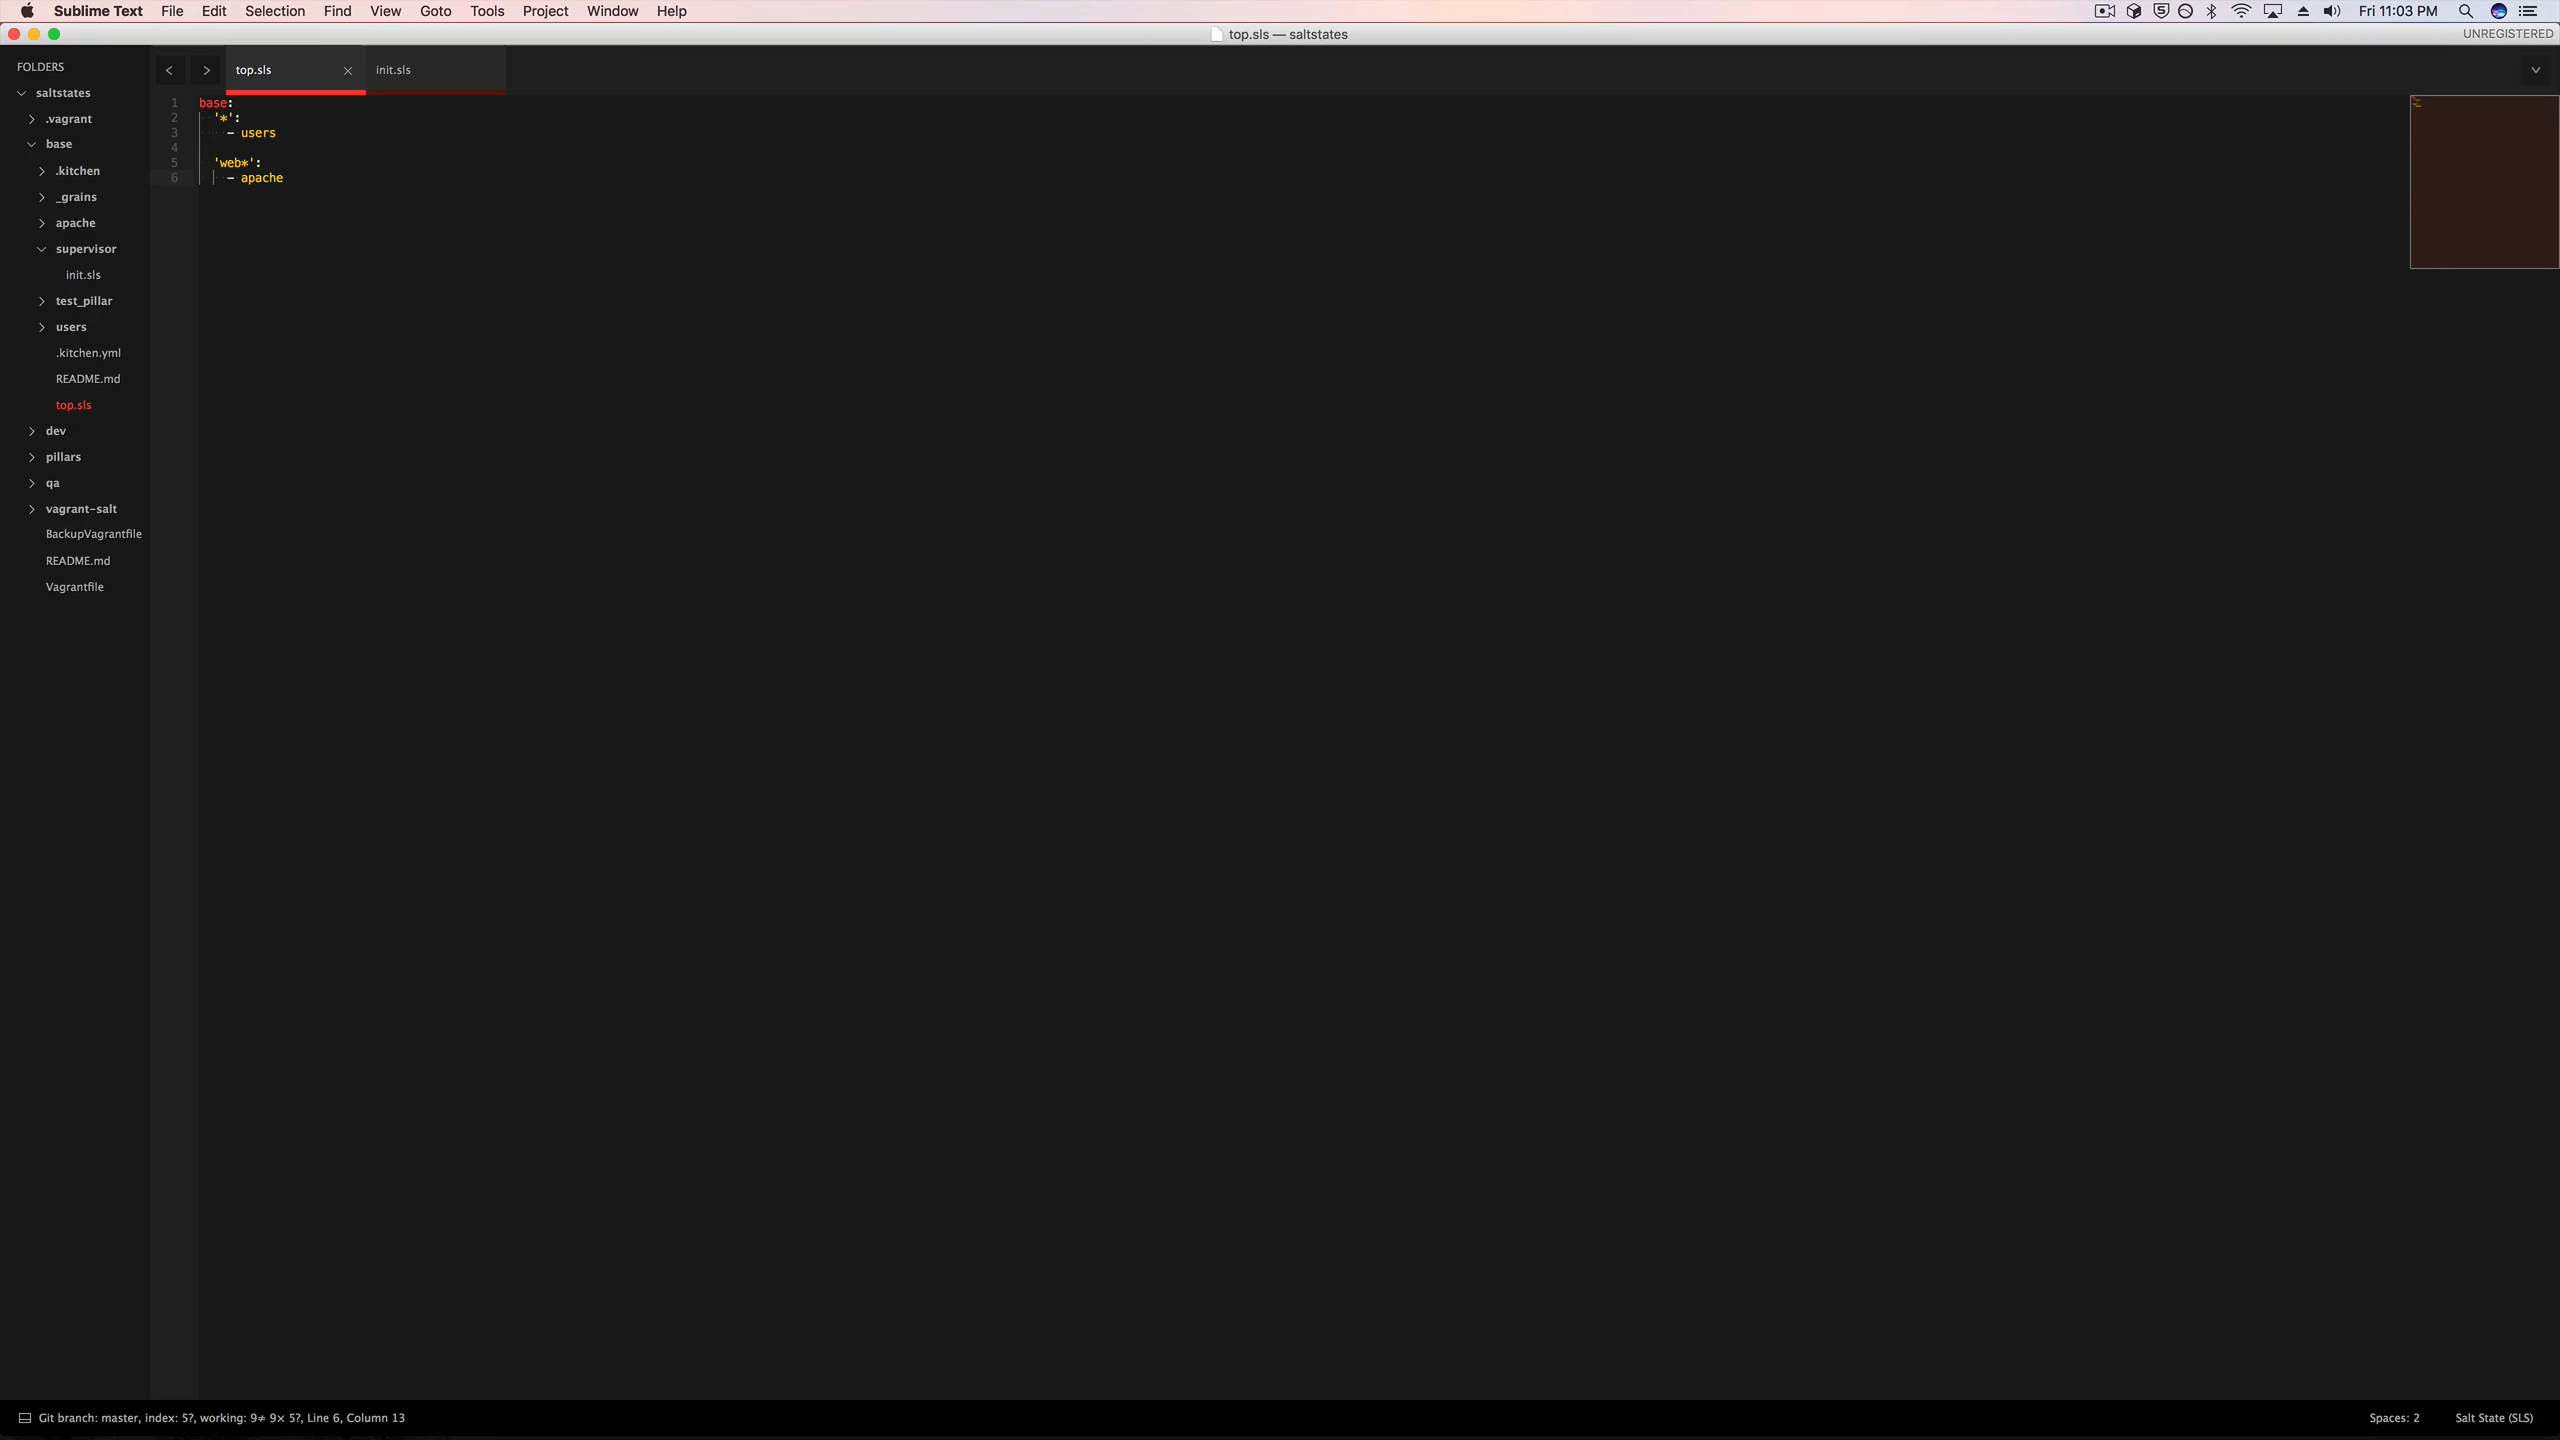 Sublime Text File Edit Selection Find View Goto Tools Project Window Help
Fri 11:03 PM
top.sls — saltstates
UNREGISTERED
FOLDERS
saltstates
.vagrant
base
.kitchen
_grains
apache
supervisor
init.sls
test_pillar
users
.kitchen.yml
README.md
top.sls
dev
pillars
qa
vagrant-salt
BackupVagrantfile
README.md
Vagrantfile
top.sls
init.sls
1 base:
2 '*':
3 - users
4
5 'web*':
6 - apache
Git branch: master, index: 5?, working: 9≠ 9× 5?, Line 6, Column 13
Spaces: 2
Salt State (SLS)